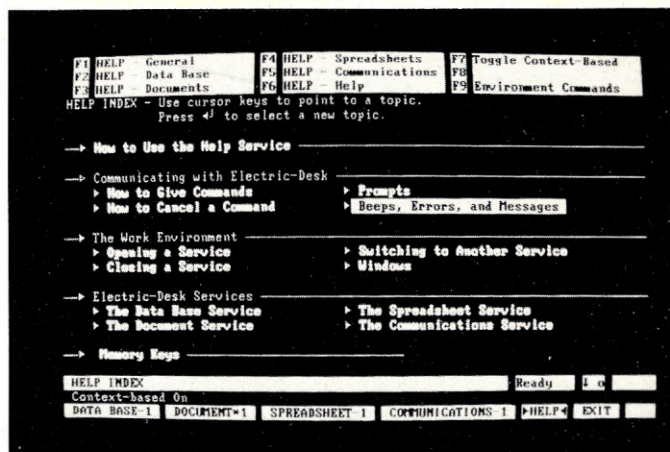 F1 HELP - General F4 HELP - Spreadsheets F7 Toggle Context-Based
F2 HELP - Data Base F5 HELP - Communications F8
F3 HELP - Documents F6 HELP - Help F9 Environment Commands
HELP INDEX - Use cursor keys to point to a topic.
Press ↵ to select a new topic.
How to Use the Help Service
Communicating with Electric-Desk
How to Give Commands Prompts
How to Cancel a Command Beeps, Errors, and Messages
The Work Environment
Opening a Service Switching to Another Service
Closing a Service Windows
Electric-Desk Services
The Data Base Service The Spreadsheet Service
The Document Service The Communications Service
Memory Keys
HELP INDEX Ready ↓ o
Context-based On
DATA BASE-1 DOCUMENT*1 SPREADSHEET-1 COMMUNICATIONS-1 HELP EXIT